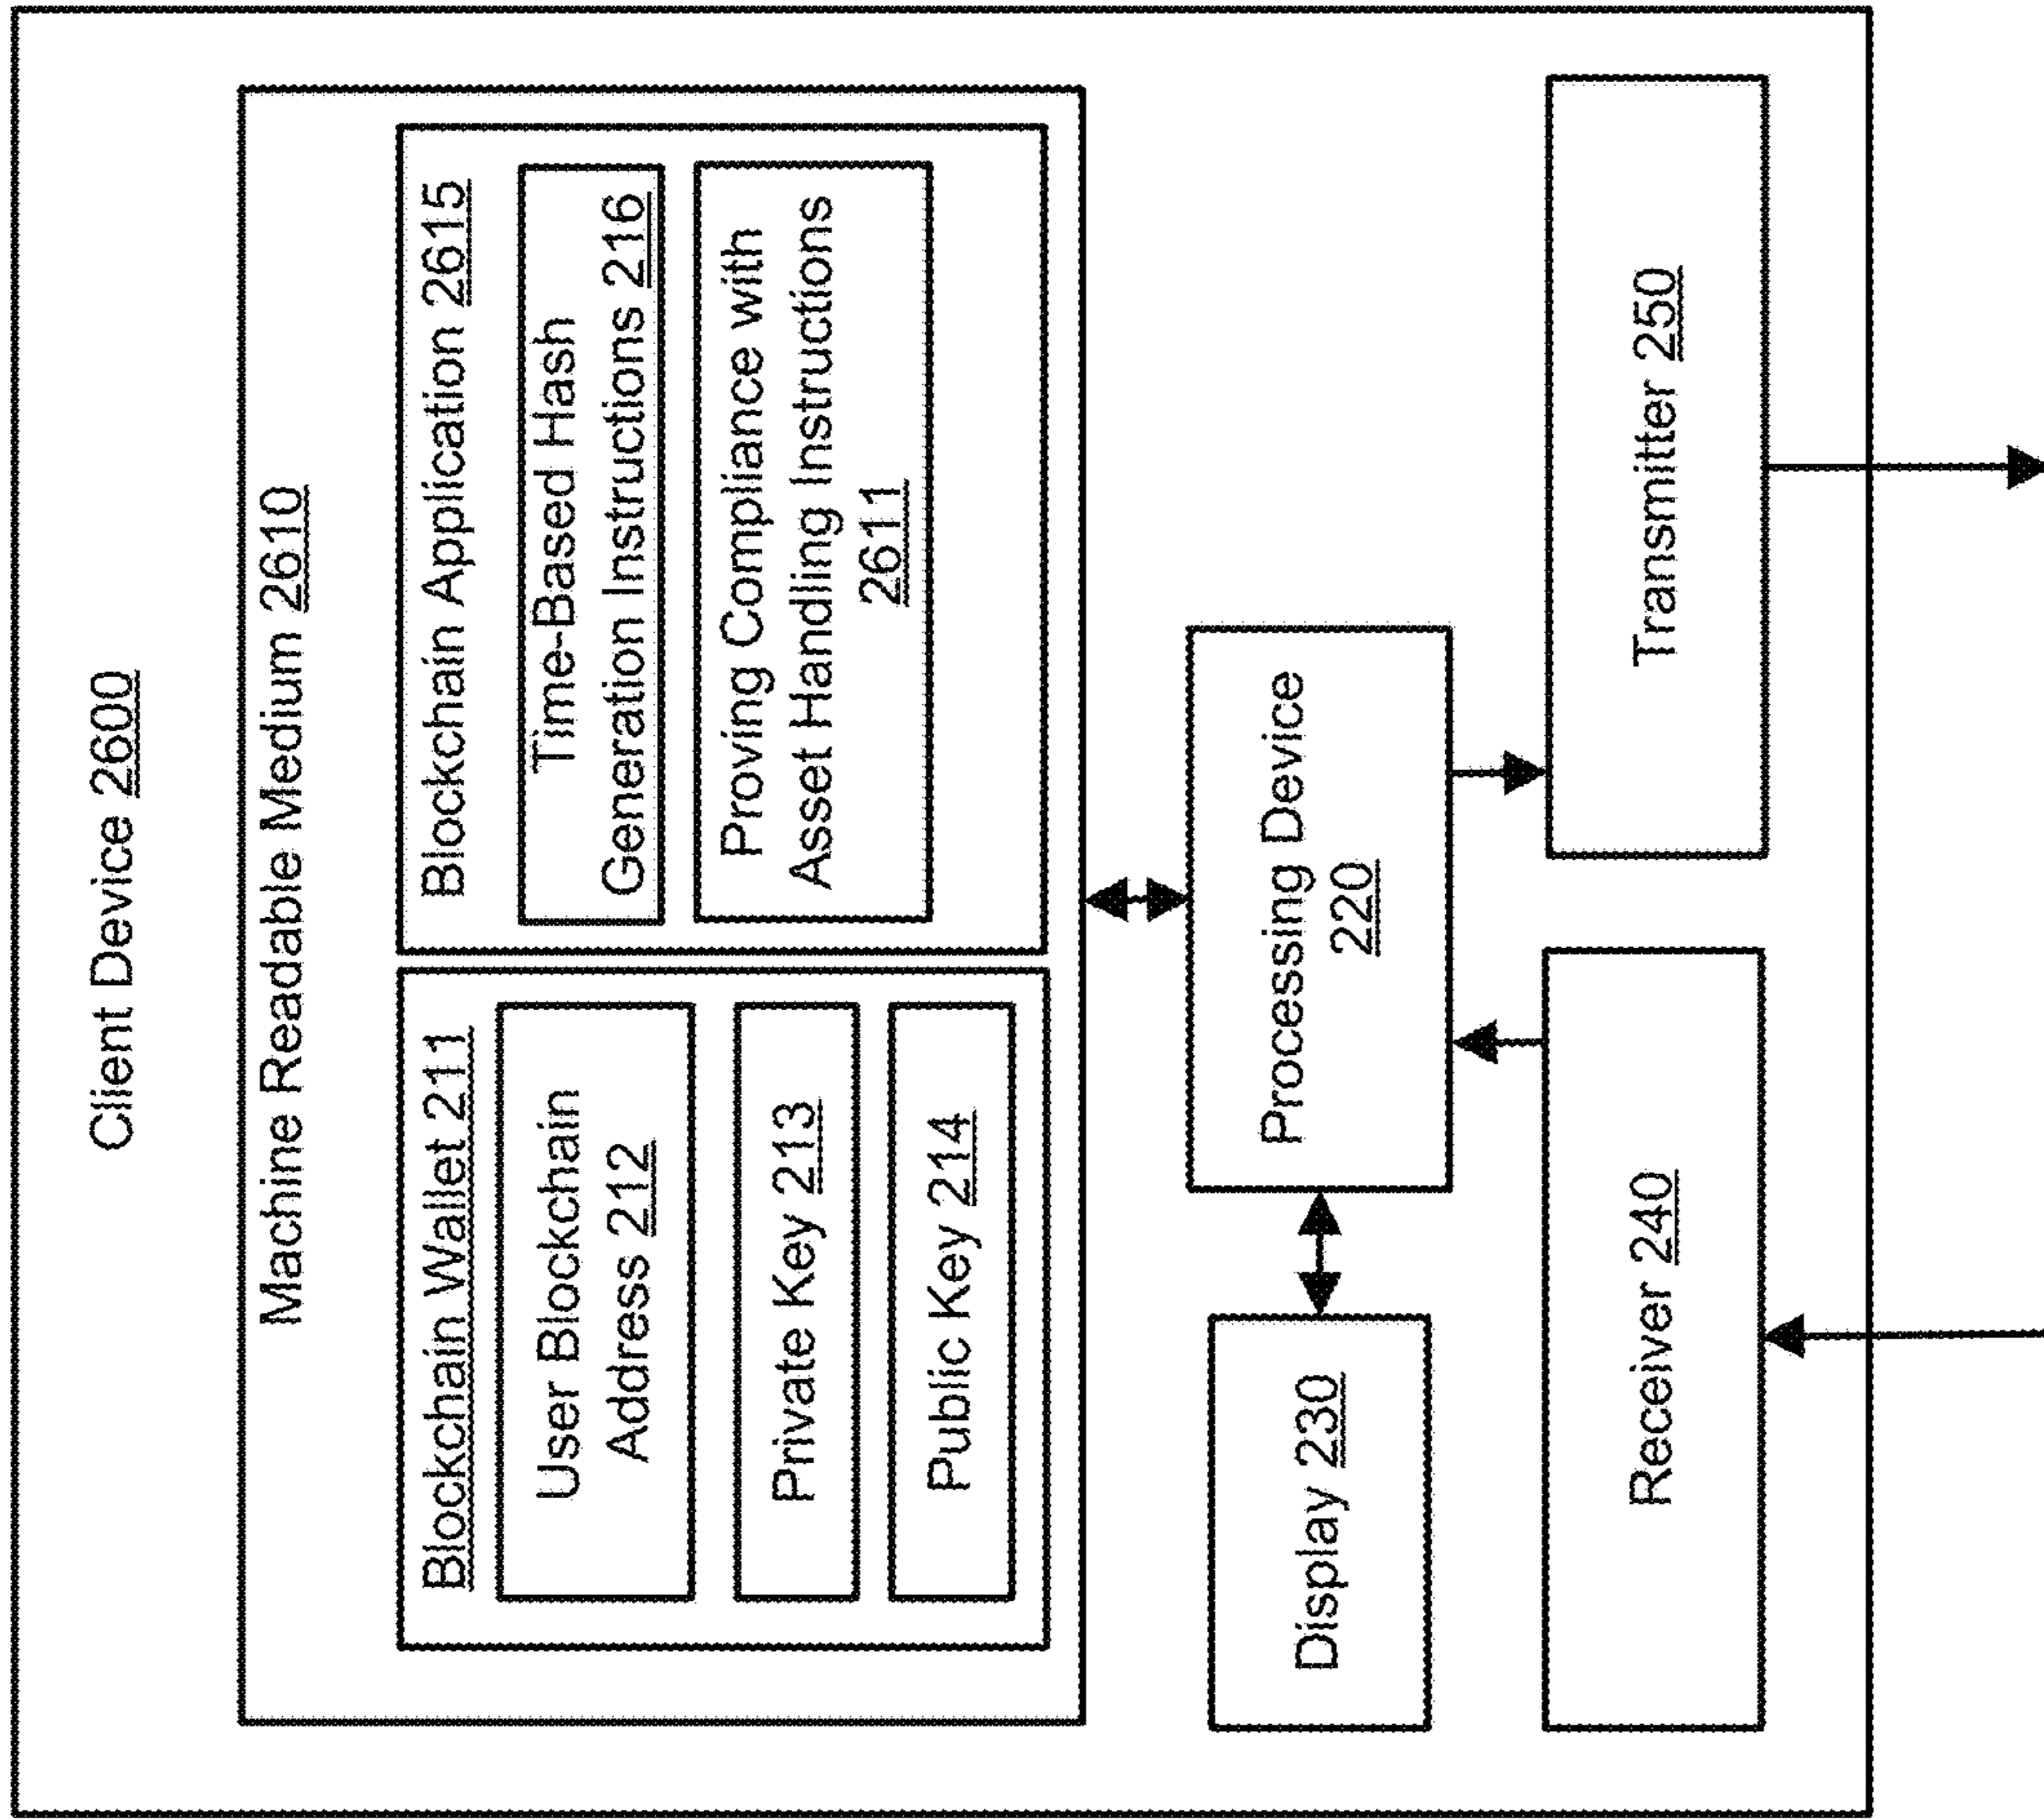 Client Device 2600
Machine Readable Medium 2610
Blockchain Wallet 211
User Blockchain
Address 212
Private Key 213
Public Key 214
Blockchain Application 2615
Time-Based Hash
Generation Instructions 216
Proving Compliance with
Asset Handling Instructions
2611
Display 230
Processing Device
220
Receiver 240
Transmitter 250